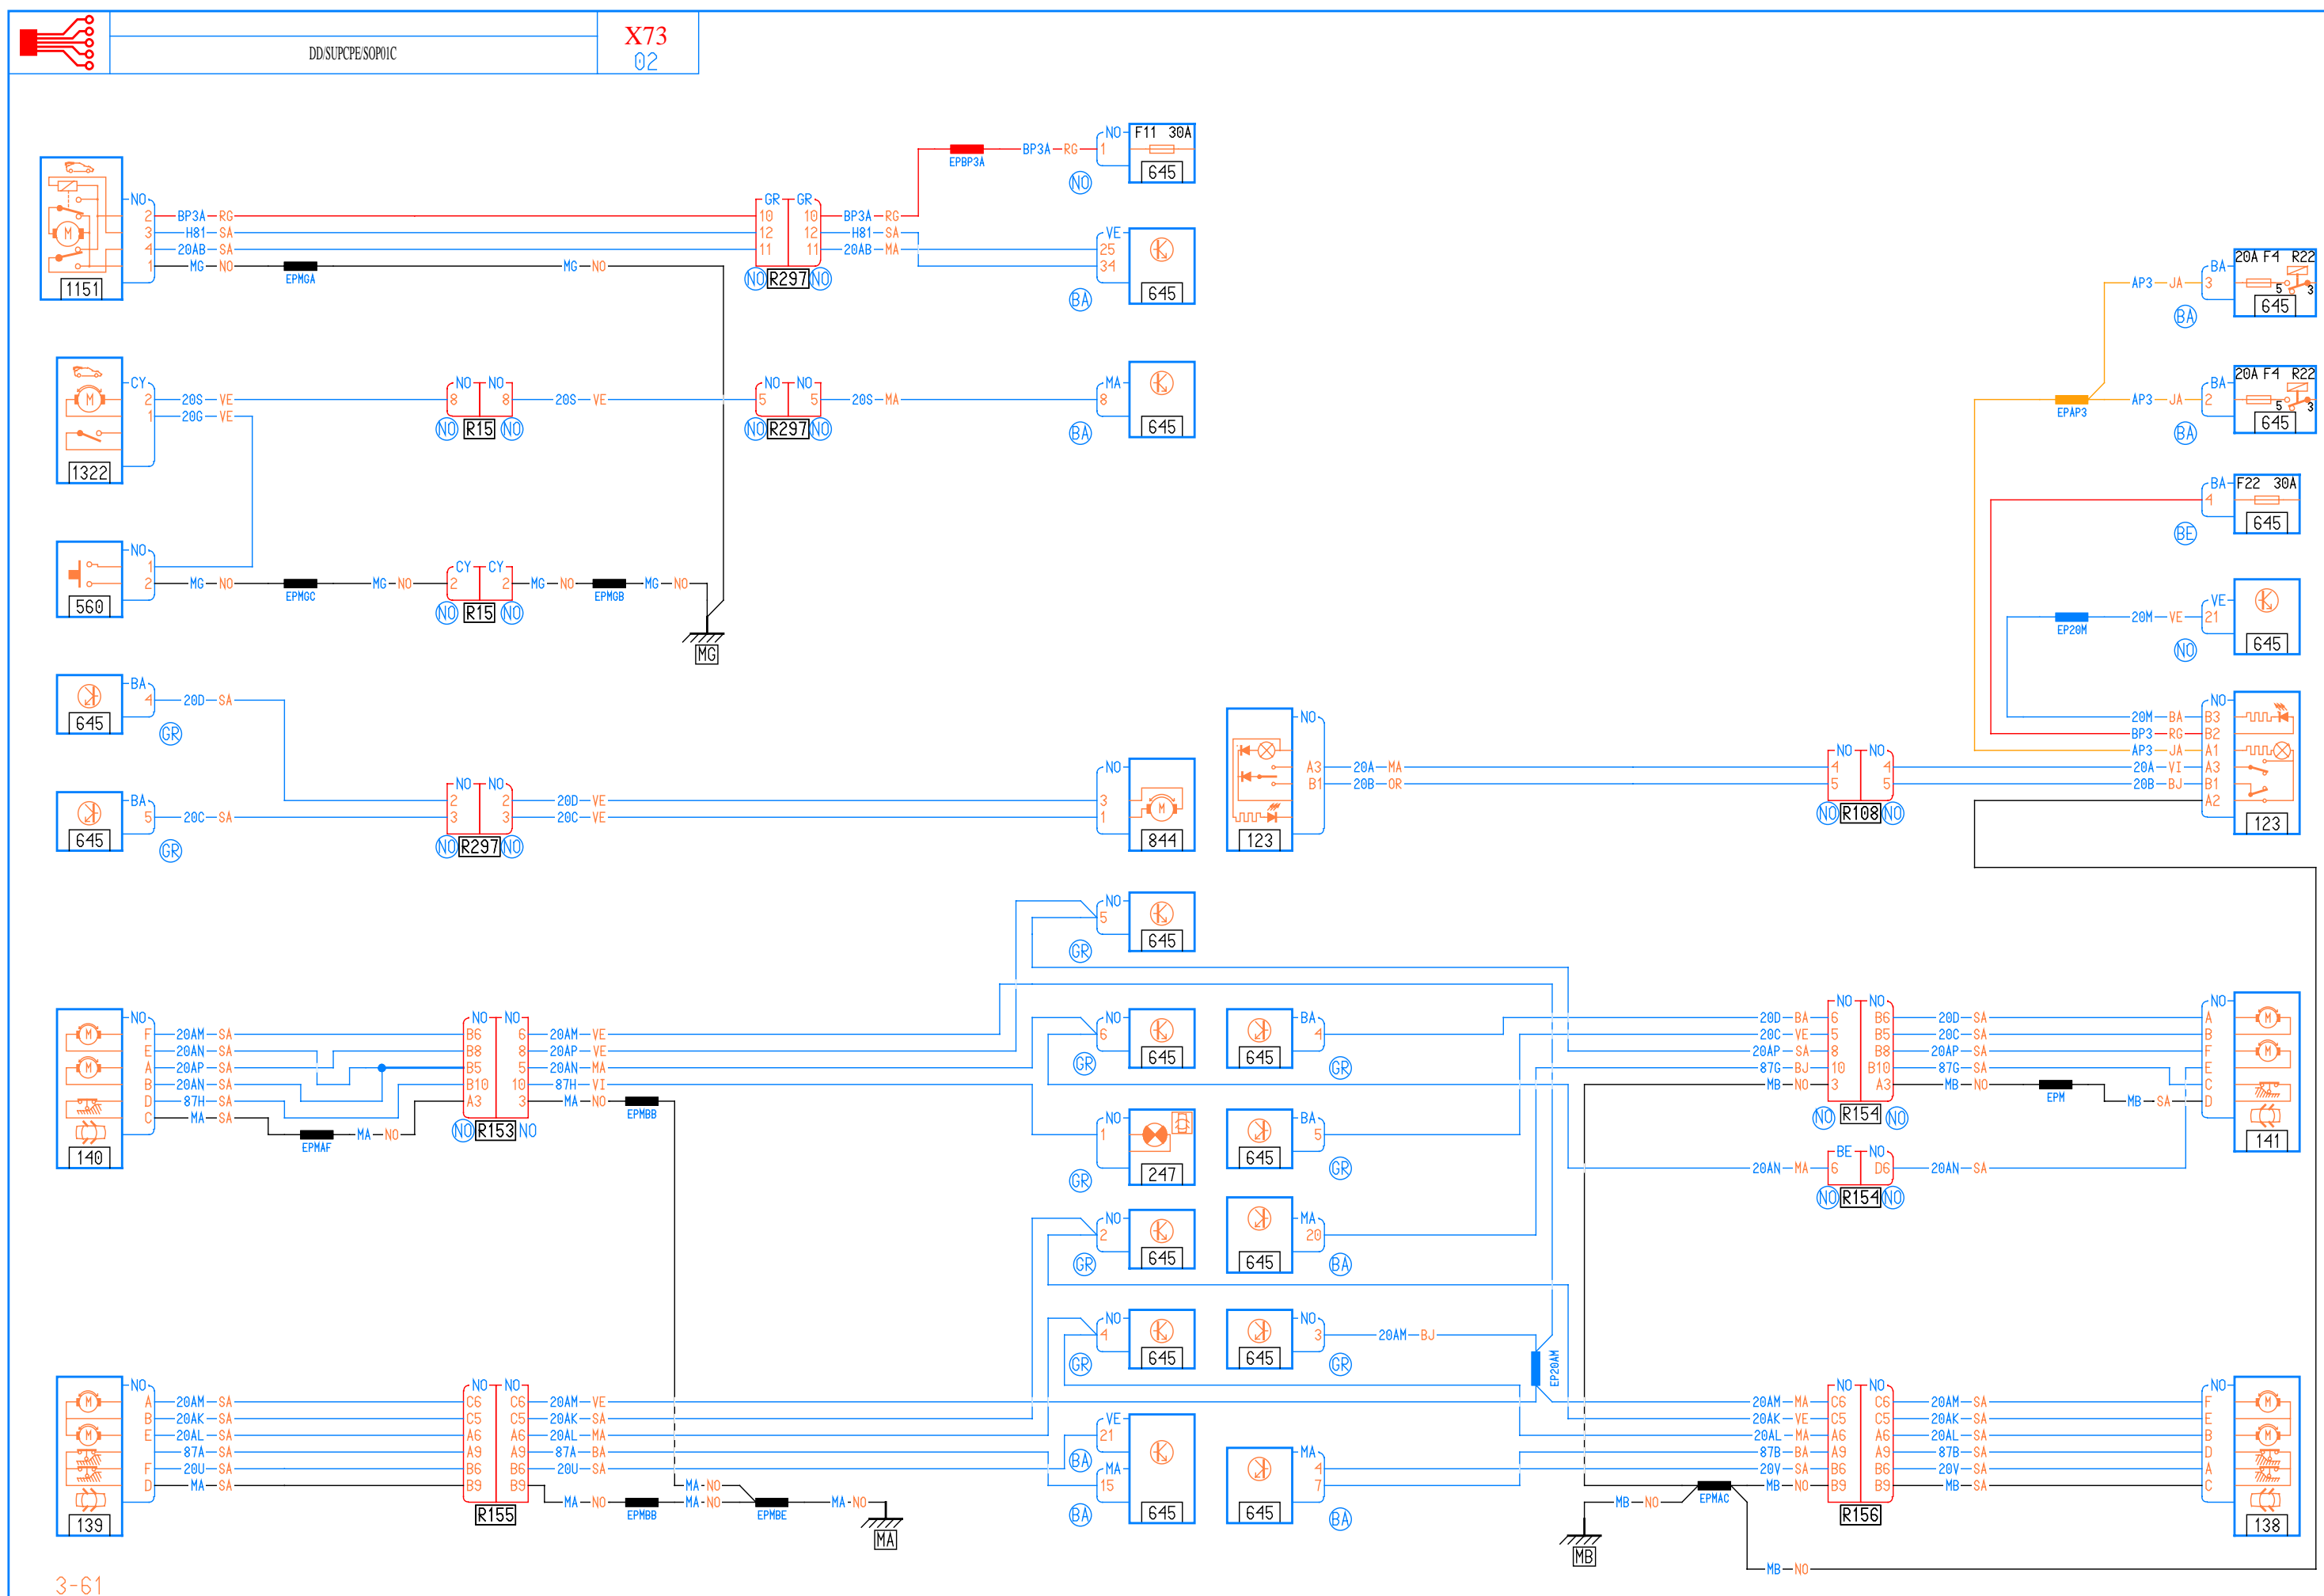 DD/SUPCPE/SOP01C
X73
02
NO
2 BP3A RG
3 H81 SA
4 20AB SA
1 MG NO
EPMGA
MG NO
M
1151
GR GR
10 10 BP3A RG
12 12 H81 SA
11 11 20AB MA
NO R297 NO
EPBP3A
BP3A RG
NO
1
F11 30A
645
NO
VE
25
34
645
BA
CY
2 20S VE
1 20G VE
M
1322
NO NO
8 8
NO R15 NO
20S VE
NO NO
5 5
NO R297 NO
20S MA
MA
8
645
BA
NO
1
2 MG NO
560
EPMGC
MG NO
CY CY
2 2
NO R15 NO
MG NO
EPMGB
MG NO
MG
BA
4 20D SA
645
GR
BA
5 20C SA
645
GR
NO NO
2 2 20D VE
3 3 20C VE
NO R297 NO
NO
3
1
M
844
NO
A3 20A MA
B1 20B OR
123
NO NO
4 4
5 5
NO R108 NO
AP3 JA
BA
3
20A F4 R22
5 3
645
BA
EPAP3
AP3 JA
BA
2
20A F4 R22
5 3
645
BA
BA
4
F22 30A
645
BE
EP20M
20M VE
VE
21
645
NO
NO
20M BA B3
BP3 RG B2
AP3 JA A1
20A VI A3
20B BJ B1
A2
123
NO
5
645
GR
NO
F 20AM SA
E 20AN SA
A 20AP SA
B 20AN SA
D 87H SA
C MA SA
M
M
140
EPMAF
MA NO
NO NO
B6 6 20AM VE
B8 8 20AP VE
B5 5 20AN MA
B10 10 87H VI
A3 3 MA NO
NO R153 NO
EPMBB
NO
6
645
GR
BA
4
645
GR
NO
1
247
GR
BA
5
645
GR
NO
2
645
GR
MA
20
645
BA
NO
4
645
GR
NO
3 20AM BJ
645
GR
EP20AM
NO NO
20D BA 6 B6 20D SA
20C VE 5 B5 20C SA
20AP SA 8 B8 20AP SA
87G BJ 10 B10 87G SA
MB NO 3 A3 MB NO
NO R154 NO
EPM
MB SA
NO
A
B
F
E
C
D
M
M
141
BE NO
20AN MA 6 D6 20AN SA
NO R154 NO
NO
A 20AM SA
B 20AK SA
E 20AL SA
87A SA
F 20U SA
D MA SA
M
M
139
NO NO
C6 C6 20AM VE
C5 C5 20AK SA
A6 A6 20AL MA
A9 A9 87A BA
B6 B6 20U SA
B9 B9
R155
MA NO
EPMBB
MA NO
MA NO
EPMBE
MA NO
MA
VE
21
BA
MA
15
645
BA
MA
4
7
645
BA
NO NO
20AM MA C6 C6 20AM SA
20AK VE C5 C5 20AK SA
20AL MA A6 A6 20AL SA
87B BA A9 A9 87B SA
20V SA B6 B6 20V SA
MB NO B9 B9 MB SA
R156
MB NO
EPMAC
MB
MB NO
NO
F
E
B
D
A
C
M
M
138
3-61